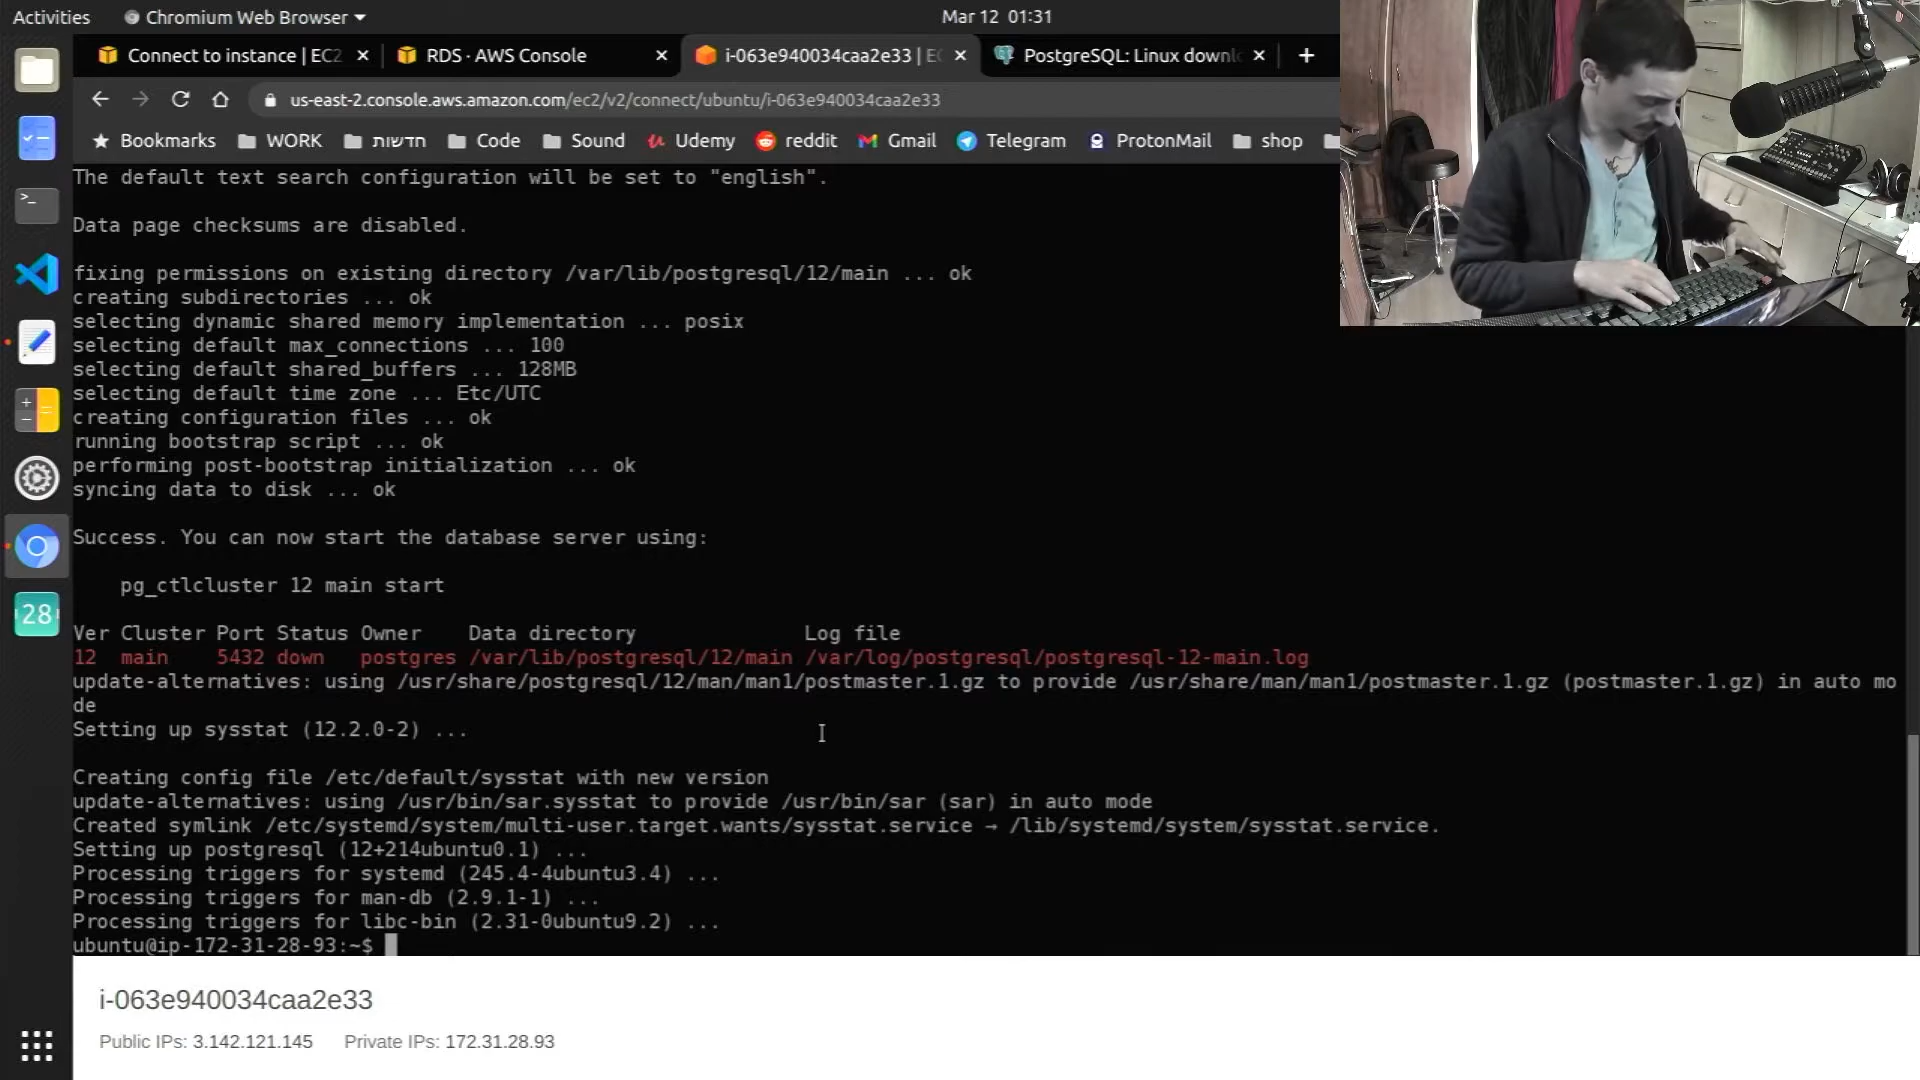 Activities
Chromium Web Browser
Mar 12 01:31
Connect to instance | EC2
RDS · AWS Console
i-063e940034caa2e33 | EC
PostgreSQL: Linux downl
us-east-2.console.aws.amazon.com/ec2/v2/connect/ubuntu/i-063e940034caa2e33
Bookmarks
WORK
חדשות
Code
Sound
Udemy
reddit
Gmail
Telegram
ProtonMail
shop
The default text search configuration will be set to "english".
Data page checksums are disabled.
fixing permissions on existing directory /var/lib/postgresql/12/main ... ok
creating subdirectories ... ok
selecting dynamic shared memory implementation ... posix
selecting default max_connections ... 100
selecting default shared_buffers ... 128MB
selecting default time zone ... Etc/UTC
creating configuration files ... ok
running bootstrap script ... ok
performing post-bootstrap initialization ... ok
syncing data to disk ... ok
Success. You can now start the database server using:
pg_ctlcluster 12 main start
Ver Cluster Port Status Owner    Data directory              Log file
12  main    5432 down   postgres /var/lib/postgresql/12/main /var/log/postgresql/postgresql-12-main.log
update-alternatives: using /usr/share/postgresql/12/man/man1/postmaster.1.gz to provide /usr/share/man/man1/postmaster.1.gz (postmaster.1.gz) in auto mo
de
Setting up sysstat (12.2.0-2) ...
Creating config file /etc/default/sysstat with new version
update-alternatives: using /usr/bin/sar.sysstat to provide /usr/bin/sar (sar) in auto mode
Created symlink /etc/systemd/system/multi-user.target.wants/sysstat.service → /lib/systemd/system/sysstat.service.
Setting up postgresql (12+214ubuntu0.1) ...
Processing triggers for systemd (245.4-4ubuntu3.4) ...
Processing triggers for man-db (2.9.1-1) ...
Processing triggers for libc-bin (2.31-0ubuntu9.2) ...
ubuntu@ip-172-31-28-93:~$
28
i-063e940034caa2e33
Public IPs: 3.142.121.145
Private IPs: 172.31.28.93